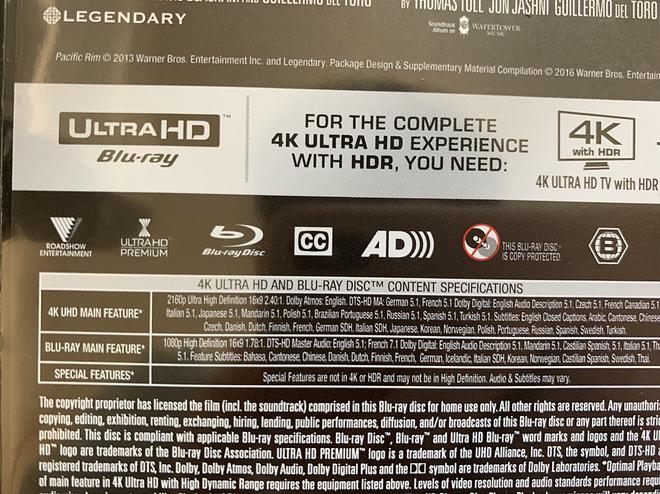 GUILLERMO DEL TORO
BY THOMAS TULL JON JASHNI GUILLERMO DEL TORO
LEGENDARY
Soundtrack
Album on
WATERTOWER
MUSIC
Pacific Rim © 2013 Warner Bros. Entertainment Inc. and Legendary. Package Design & Supplementary Material Compilation © 2016 Warner Bros. Entertain
ULTRA HD™
Blu-ray
FOR THE COMPLETE
4K ULTRA HD EXPERIENCE
WITH HDR, YOU NEED:
4K
with HDR
4K ULTRA HD TV with HDR
ROADSHOW
ENTERTAINMENT
ULTRAHD
PREMIUM
Blu-ray Disc
CC
AD)))
THIS BLU-RAY DISC™
IS COPY PROTECTED
B
4K ULTRA HD AND BLU-RAY DISC™ CONTENT SPECIFICATIONS
4K UHD MAIN FEATURE*
2160p Ultra High Definition 16x9 2.40:1. Dolby Atmos: English. DTS-HD MA: German 5.1, French 5.1 Dolby Digital: English Audio Description 5.1, Czech 5.1, French Canadian 5.1
Italian 5.1, Japanese 5.1, Mandarin 5.1, Polish 5.1, Brazilian Portuguese 5.1, Russian 5.1, Spanish 5.1, Turkish 5.1. Subtitles: English Closed Captions, Arabic, Cantonese, Chinese
Czech, Danish, Dutch, Finnish, French, German SDH, Italian SDH, Japanese, Korean, Norwegian, Polish, Portuguese, Russian, Spanish, Swedish, Turkish.
BLU-RAY MAIN FEATURE*
1080p High Definition 16x9 1.78:1. DTS-HD Master Audio: English 5.1; French 7.1 Dolby Digital: English Audio Description 5.1, Mandarin 5.1, Castilian Spanish 5.1, Italian 5.1, Th
5.1. Feature Subtitles: Bahasa, Cantonese, Chinese, Danish, Dutch, Finnish, French, German, Icelandic, Italian SDH, Korean, Norwegian, Castilian Spanish, Swedish, Thai.
SPECIAL FEATURES*
Special Features are not in 4K or HDR and may not be in High Definition. Audio & Subtitles may vary.
The copyright proprietor has licensed the film (incl. the soundtrack) comprised in this Blu-ray disc for home use only. All other rights are reserved. Any unauthori
copying, editing, exhibition, renting, exchanging, hiring, lending, public performances, diffusion, and/or broadcasts of this Blu-ray disc or any part thereof is stric
prohibited. This disc is compliant with applicable Blu-ray specifications. Blu-ray Disc™, Blu-ray™ and Ultra HD Blu-ray™ word marks and logos and the 4K Ul
HD™ logo are trademarks of the Blu-ray Disc Association. ULTRA HD PREMIUM™ logo is a trademark of the UHD Alliance, Inc. DTS, the symbol, and DTS-HD a
registered trademarks of DTS, Inc. Dolby, Dolby Atmos, Dolby Audio, Dolby Digital Plus and the symbol are trademarks of Dolby Laboratories. *Optimal Playba
of main feature in 4K Ultra HD with High Dynamic Range requires the equipment listed above. Levels of video resolution and audio standards performance requ